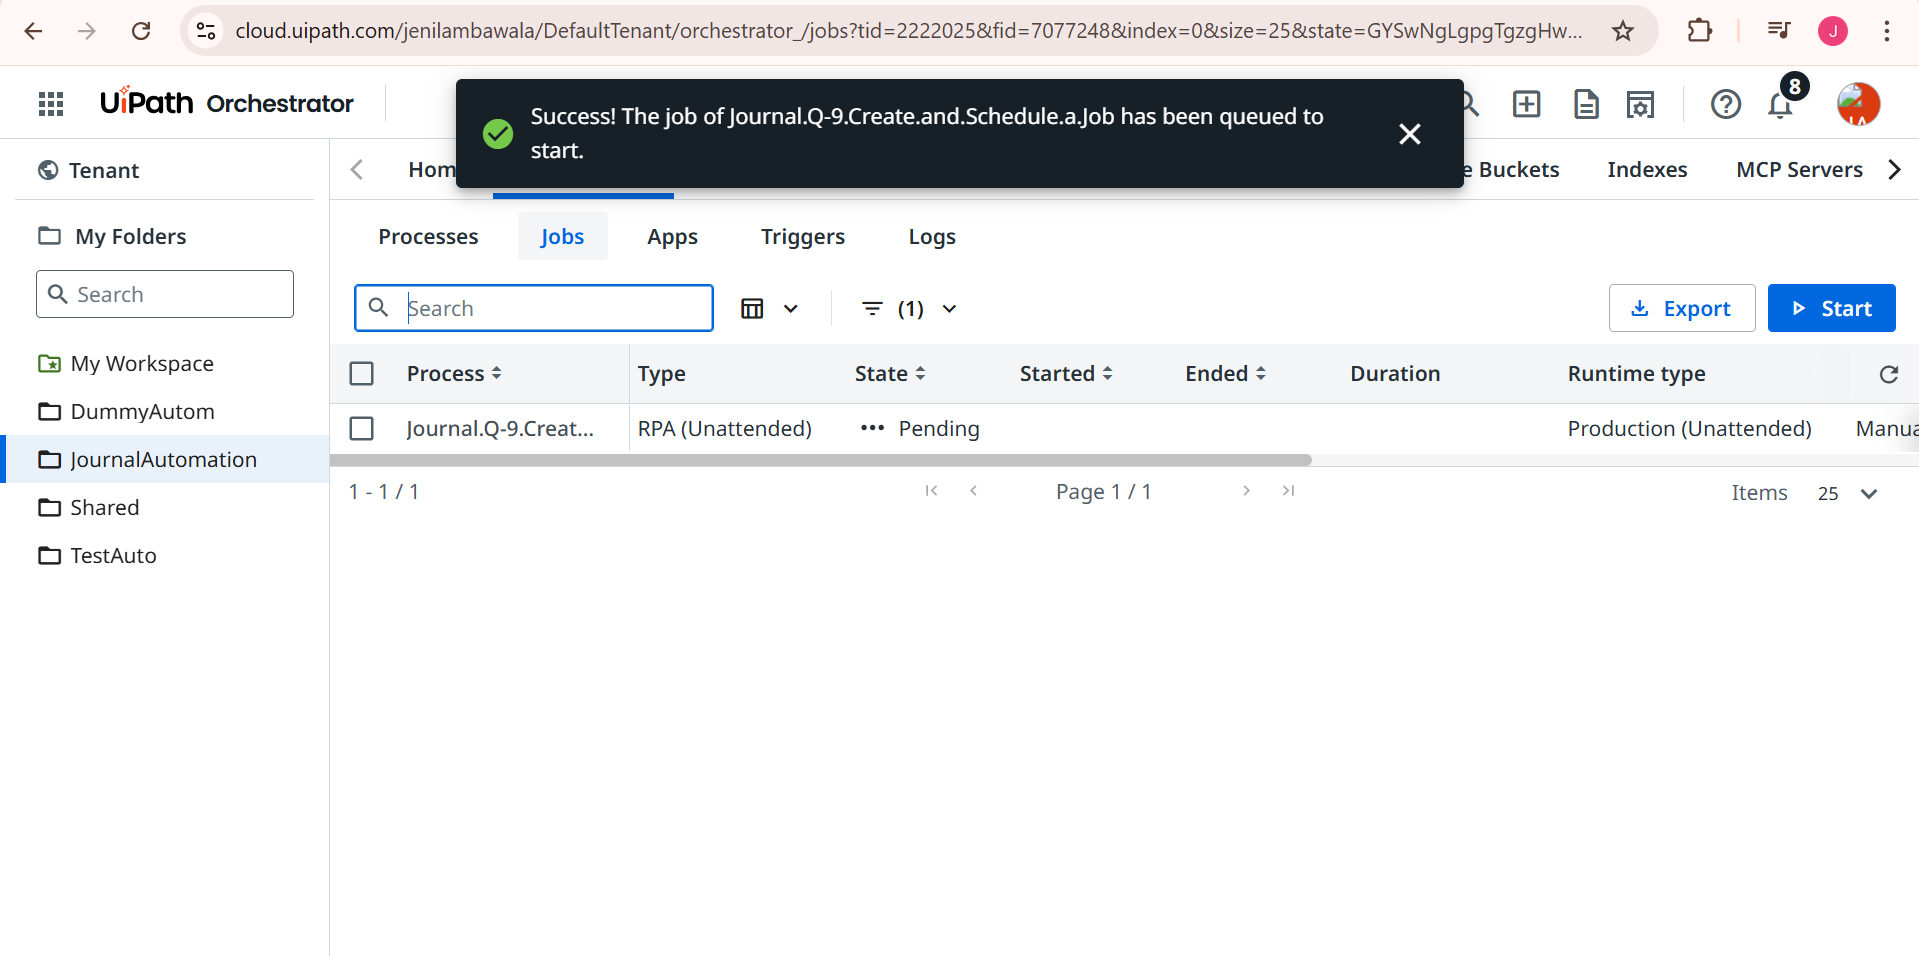 cloud.uipath.com/jenilambawala/DefaultTenant/orchestrator_/jobs?tid=2222025&fid=7077248&index=0&size=25&state=GYSwNgLgpgTgzgHw...
J
UiPath Orchestrator
Success! The job of Journal.Q-9.Create.and.Schedule.a.Job has been queued to
start.
8
Tenant
Hom
e Buckets
Indexes
MCP Servers
My Folders
Search
My Workspace
DummyAutom
JournalAutomation
Shared
TestAuto
Processes
Jobs
Apps
Triggers
Logs
Search
(1)
Export
Start
Process
Type
State
Started
Ended
Duration
Runtime type
Journal.Q-9.Creat...
RPA (Unattended)
Pending
Production (Unattended)
Manua
1 - 1 / 1
Page 1 / 1
Items
25